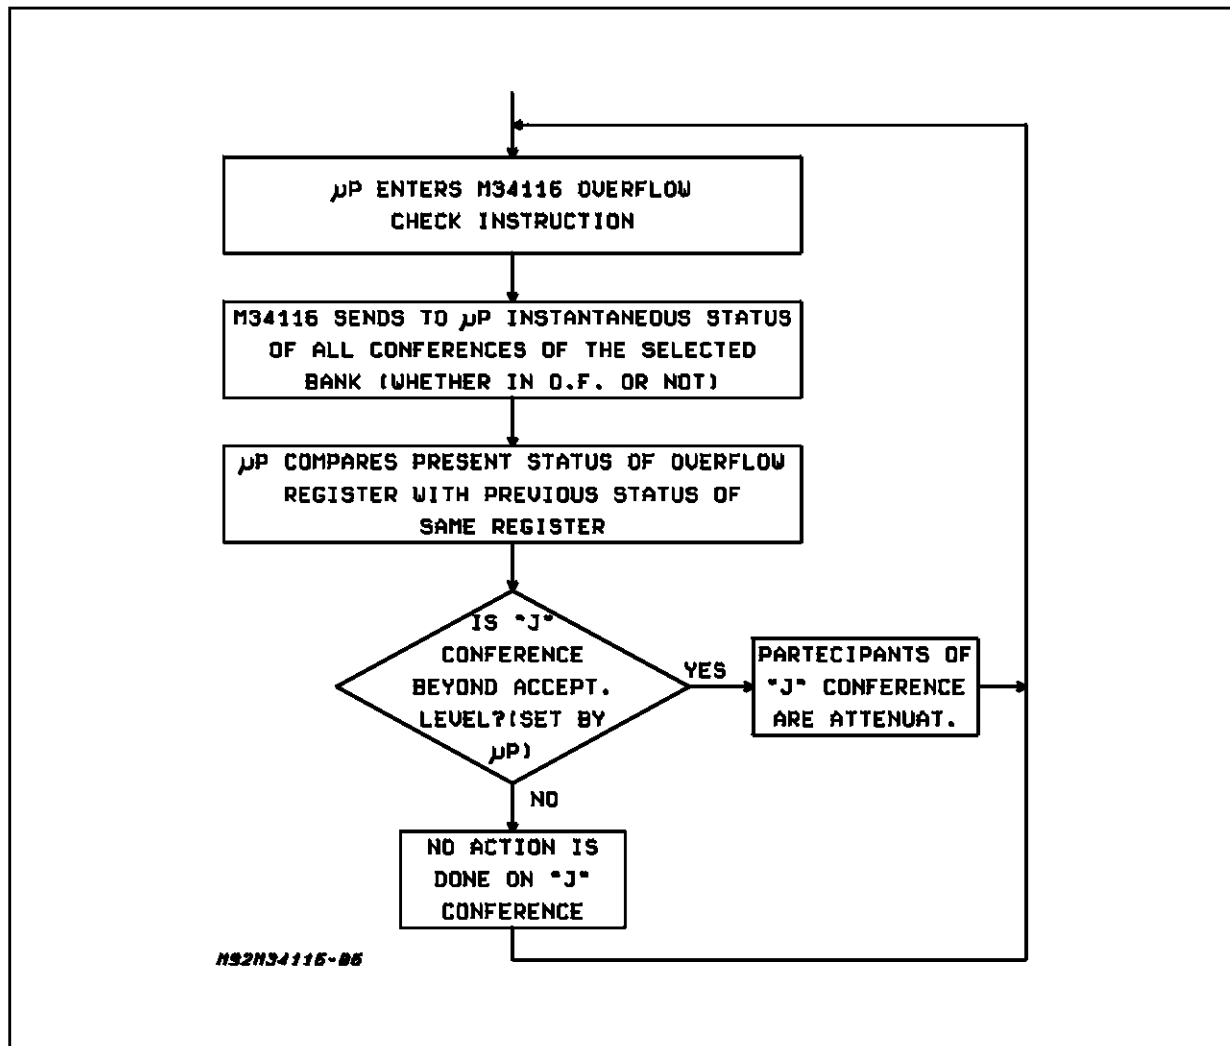 µP ENTERS M34116 OVERFLOW
CHECK INSTRUCTION
M34116 SENDS TO µP INSTANTANEOUS STATUS
OF ALL CONFERENCES OF THE SELECTED
BANK (WHETHER IN O.F. OR NOT)
µP COMPARES PRESENT STATUS OF OVERFLOW
REGISTER WITH PREVIOUS STATUS OF
SAME REGISTER
IS "J"
CONFERENCE
BEYOND ACCEPT.
LEVEL?(SET BY
µP)
YES
PARTECIPANTS OF
"J" CONFERENCE
ARE ATTENUAT.
NO
NO ACTION IS
DONE ON "J"
CONFERENCE
M92M34116-06